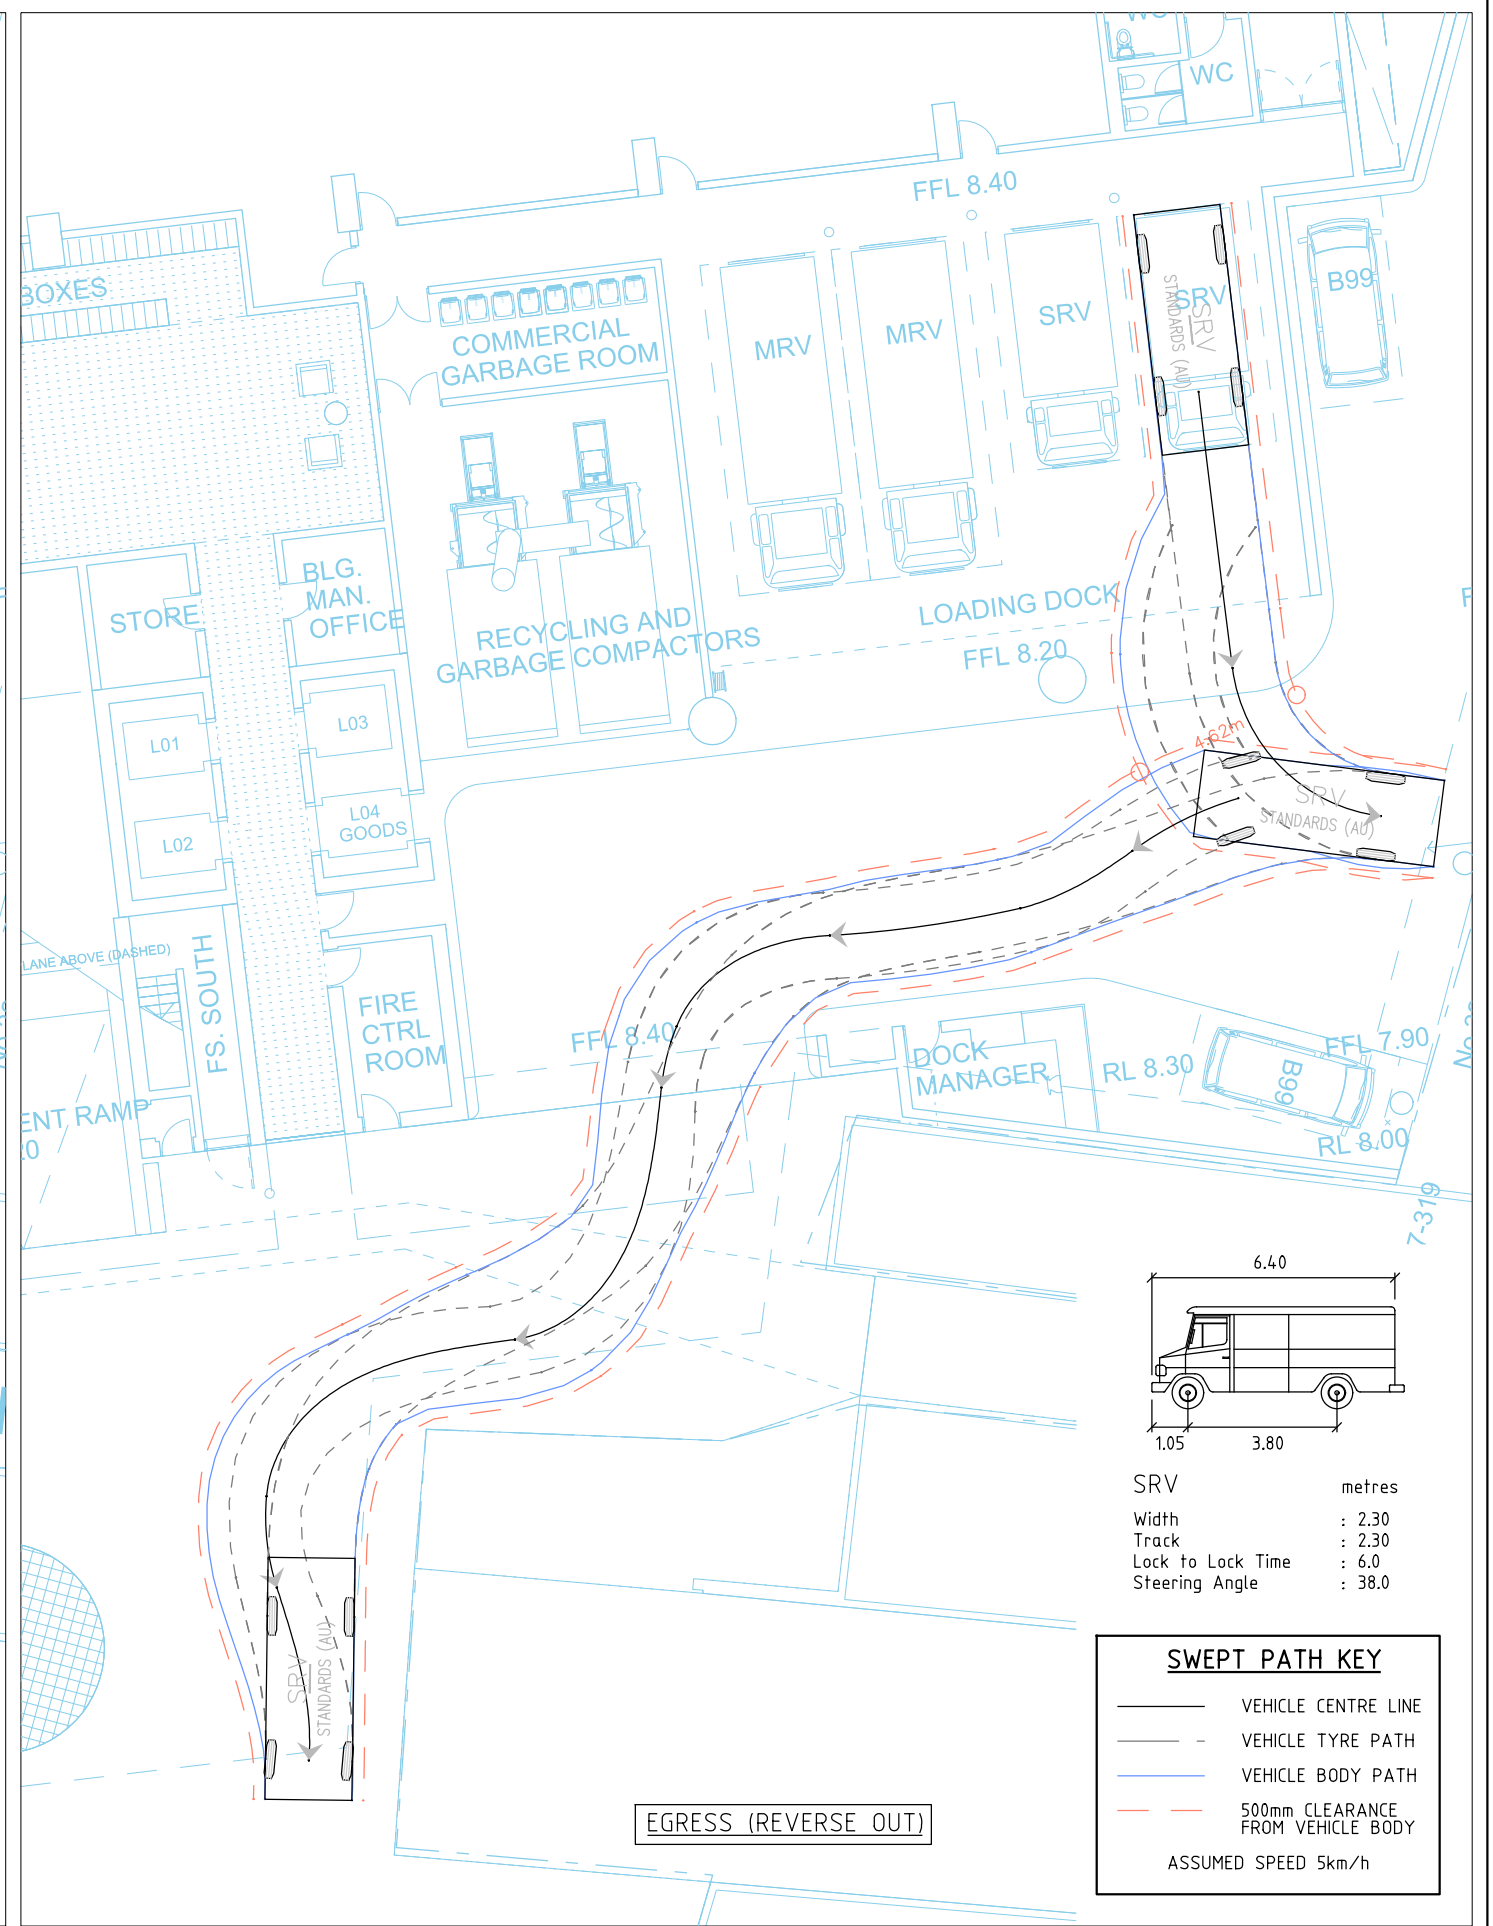 WC
WC
FFL 8.40
BOXES
B99
SRV
SRV
SRV
STANDARDS (AU)
COMMERCIAL
GARBAGE ROOM
MRV
MRV
BLG.
MAN.
OFFICE
STORE
RECYCLING AND
GARBAGE COMPACTORS
LOADING DOCK
FFL 8.20
L03
L01
4.62m
L04
GOODS
L02
SRV
STANDARDS (AU)
LANE ABOVE (DASHED)
FS. SOUTH
FIRE
CTRL
ROOM
FFL 8.40
DOCK
MANAGER
RL 8.30
B99
FFL 7.90
RL 8.00
ENT RAMP
7-319
6.40
1.05
3.80
SRV metres
Width : 2.30
Track : 2.30
Lock to Lock Time : 6.0
Steering Angle : 38.0
SRV
STANDARDS (AU)
SWEPT PATH KEY
VEHICLE CENTRE LINE
VEHICLE TYRE PATH
VEHICLE BODY PATH
500mm CLEARANCE
FROM VEHICLE BODY
ASSUMED SPEED 5km/h
EGRESS (REVERSE OUT)